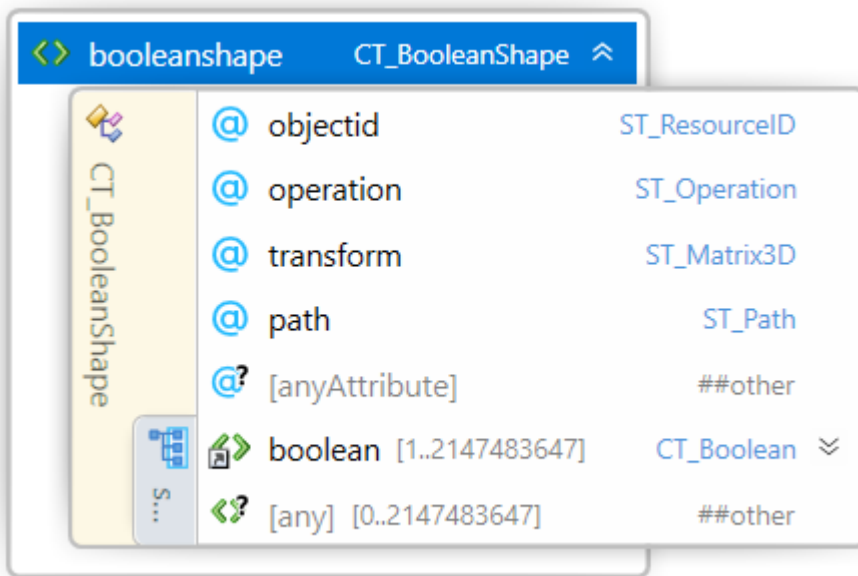 booleanshape CT_BooleanShape
CT_BooleanShape
@ objectid ST_ResourceID
@ operation ST_Operation
@ transform ST_Matrix3D
@ path ST_Path
@? [anyAttribute] ##other
boolean [1..2147483647] CT_Boolean
? [any] [0..2147483647] ##other
S...